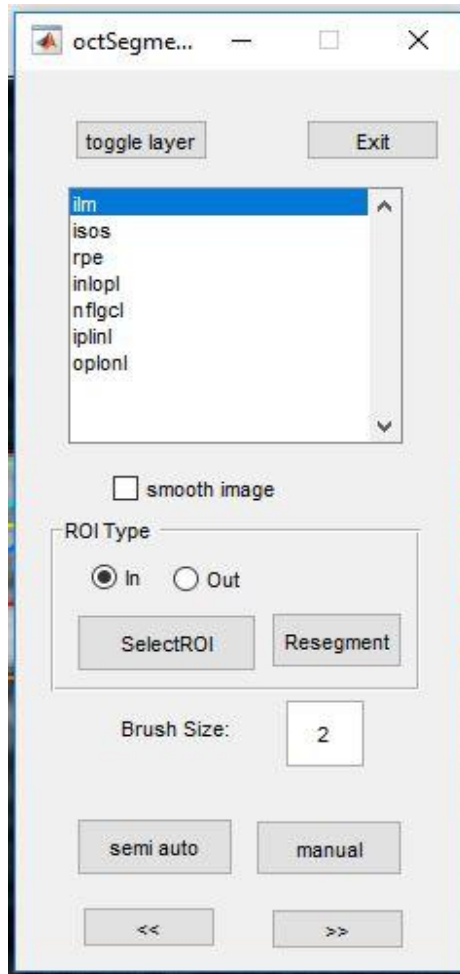 octSegme...
toggle layer Exit
ilm
isos
rpe
inlopl
nflgcl
iplinl
oplonl
smooth image
ROI Type
In Out
SelectROI Resegment
Brush Size: 2
semi auto manual
<< >>